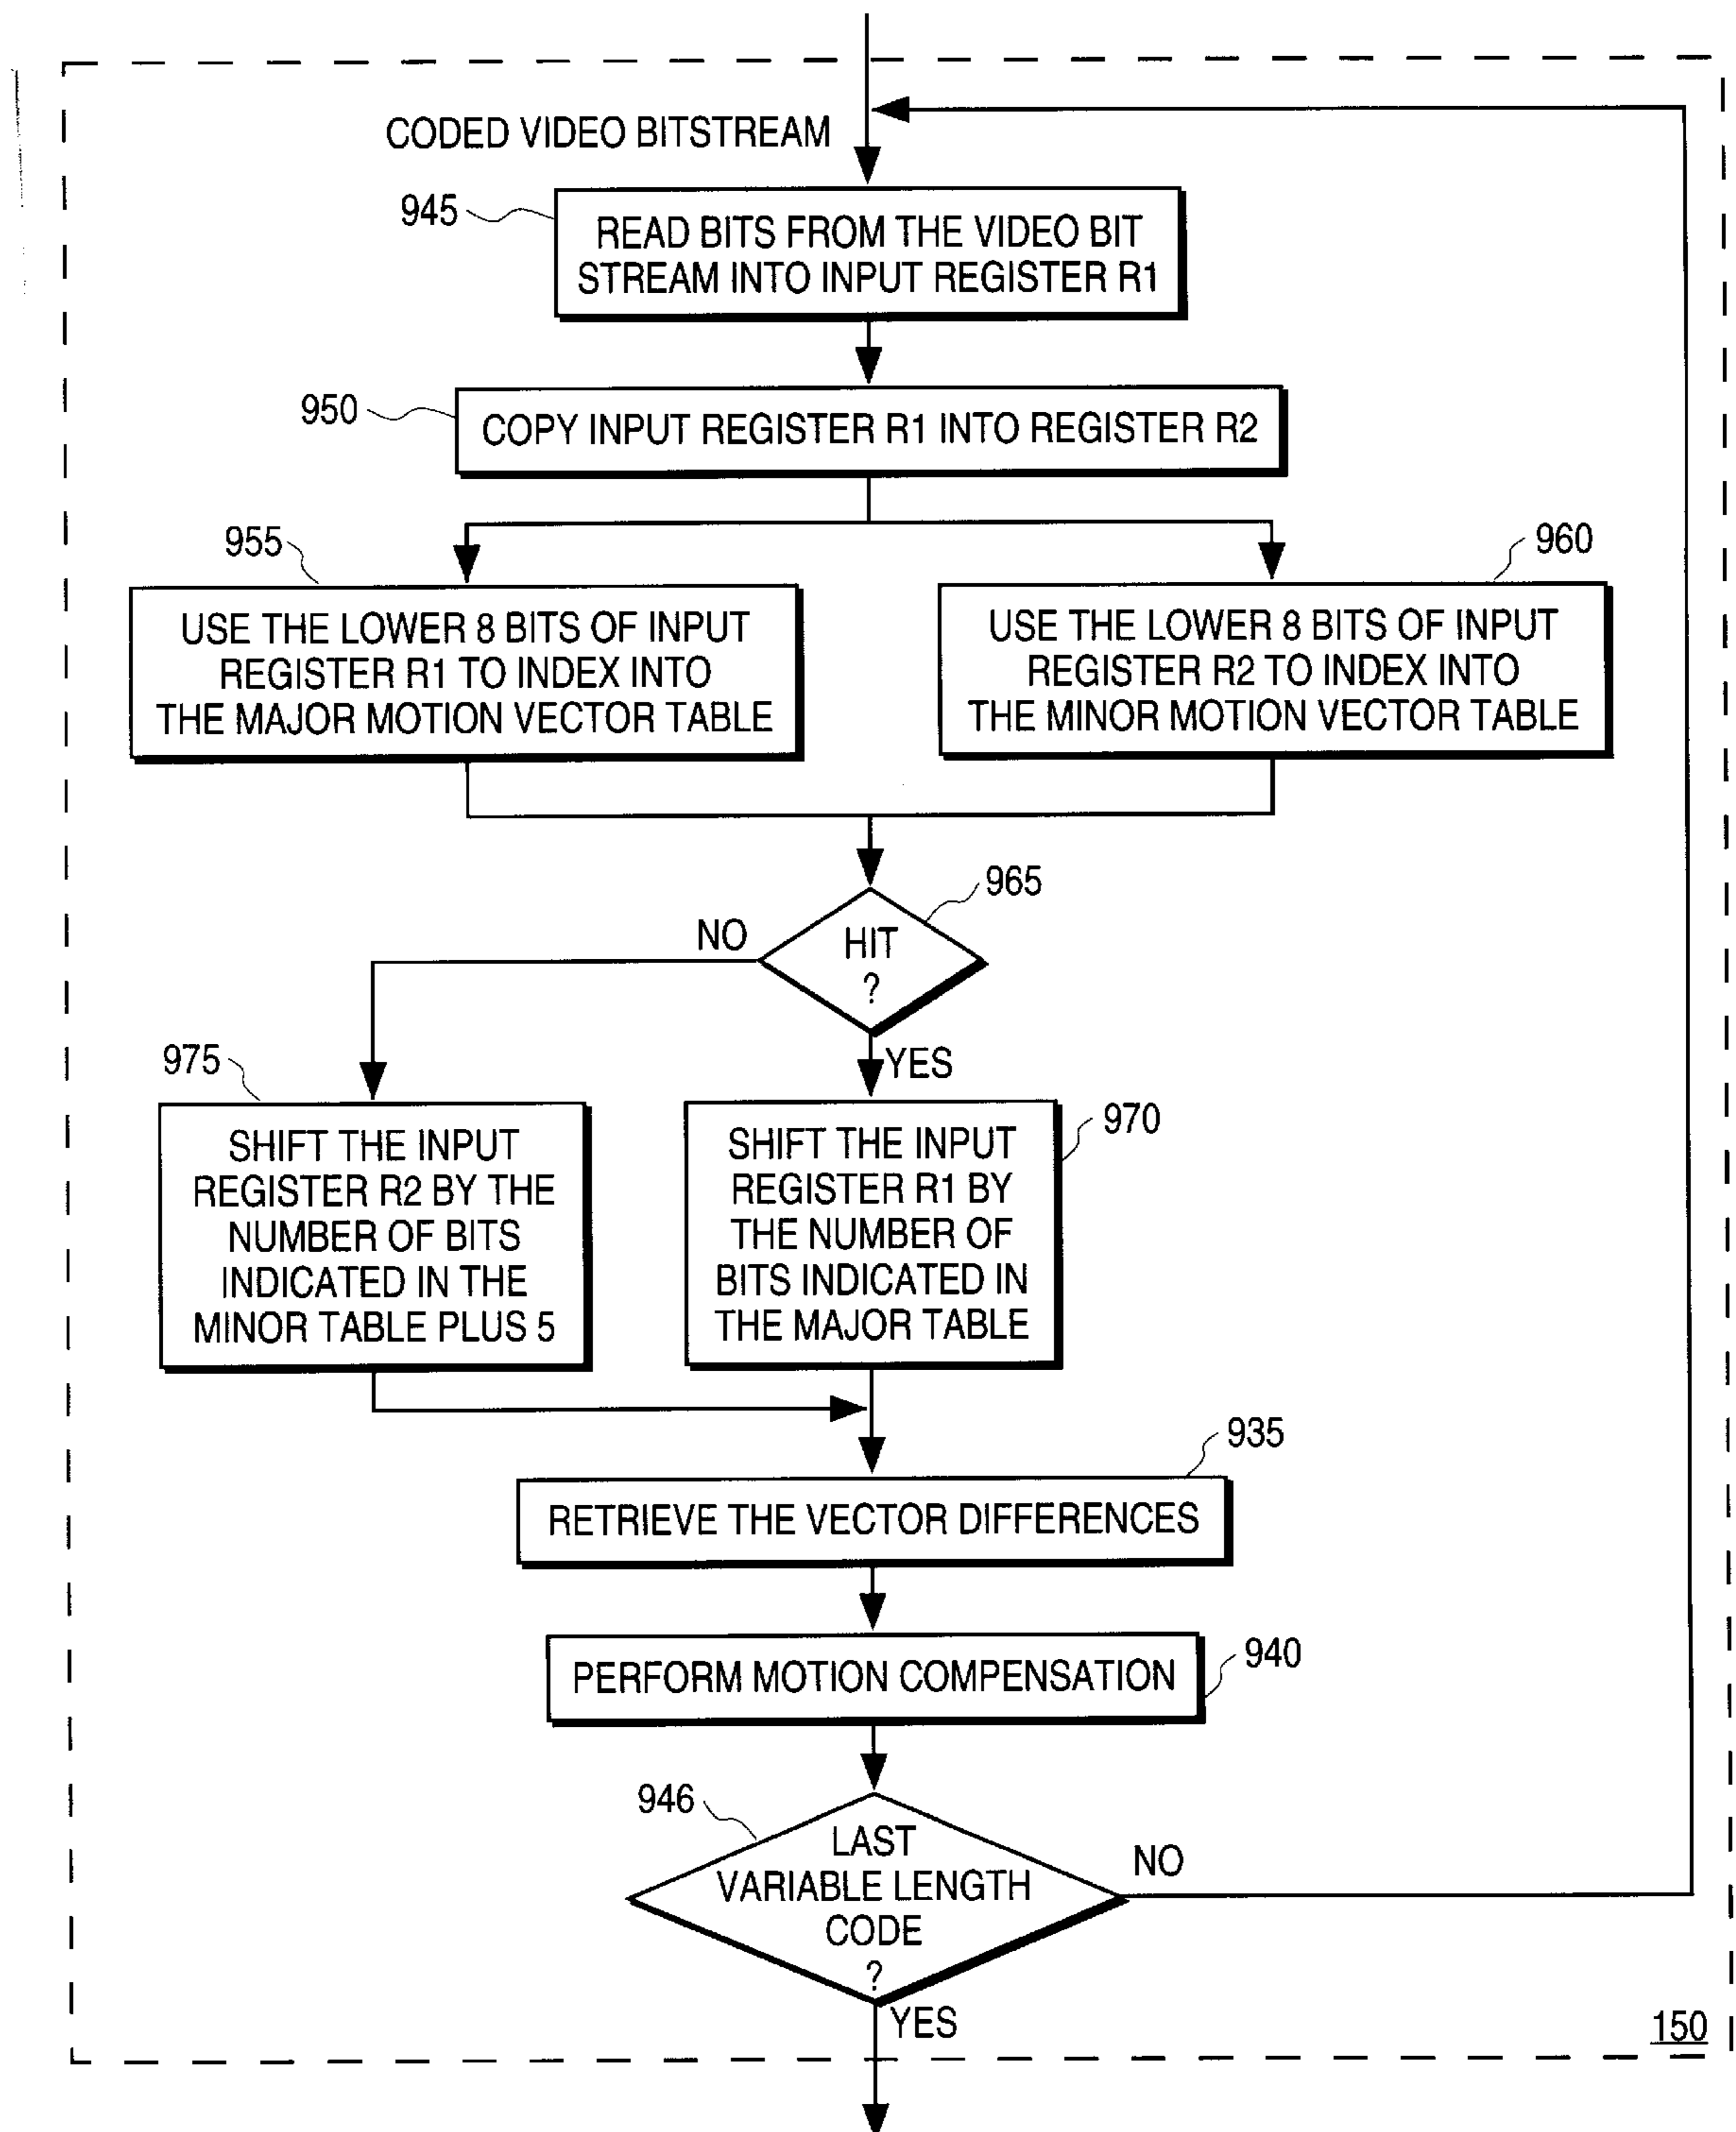 CODED VIDEO BITSTREAM
945
READ BITS FROM THE VIDEO BIT
STREAM INTO INPUT REGISTER R1
950
COPY INPUT REGISTER R1 INTO REGISTER R2
955
USE THE LOWER 8 BITS OF INPUT
REGISTER R1 TO INDEX INTO
THE MAJOR MOTION VECTOR TABLE
960
USE THE LOWER 8 BITS OF INPUT
REGISTER R2 TO INDEX INTO
THE MINOR MOTION VECTOR TABLE
965
HIT
?
NO
YES
975
SHIFT THE INPUT
REGISTER R2 BY THE
NUMBER OF BITS
INDICATED IN THE
MINOR TABLE PLUS 5
970
SHIFT THE INPUT
REGISTER R1 BY
THE NUMBER OF
BITS INDICATED IN
THE MAJOR TABLE
935
RETRIEVE THE VECTOR DIFFERENCES
940
PERFORM MOTION COMPENSATION
946
LAST
VARIABLE LENGTH
CODE
?
NO
YES
150